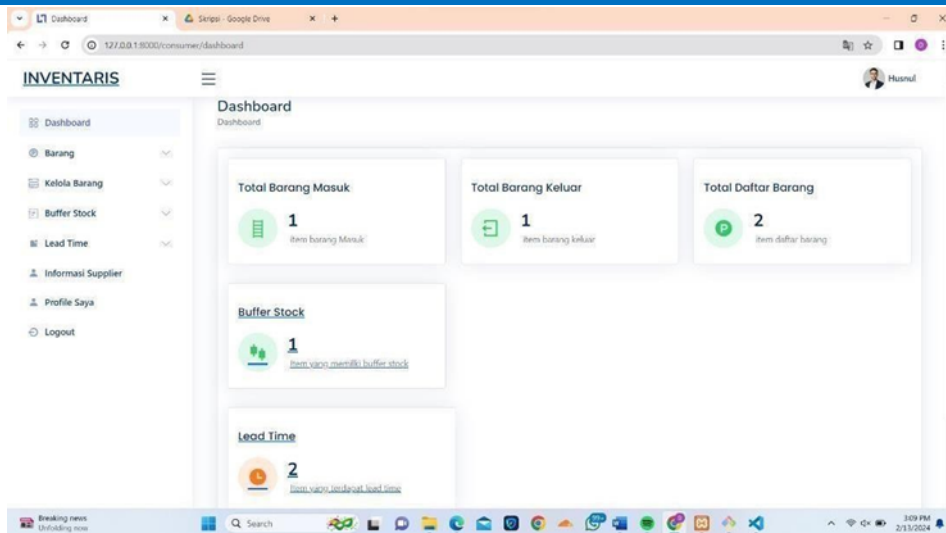 Dashboard
Skripsi - Google Drive
127.0.0.1:8000/consumer/dashboard
INVENTARIS
Husnul
Dashboard
Dashboard
Dashboard
Barang
Kelola Barang
Buffer Stock
Lead Time
Informasi Supplier
Profile Saya
Logout
Total Barang Masuk
1
item barang Masuk
Total Barang Keluar
1
item barang keluar
Total Daftar Barang
P
2
item daftar barang
Buffer Stock
1
Item yang memiliki buffer stock
Lead Time
2
Item yang terdapat lead time
Breaking news
Unfolding now
Search
99+
3:09 PM
2/13/2024